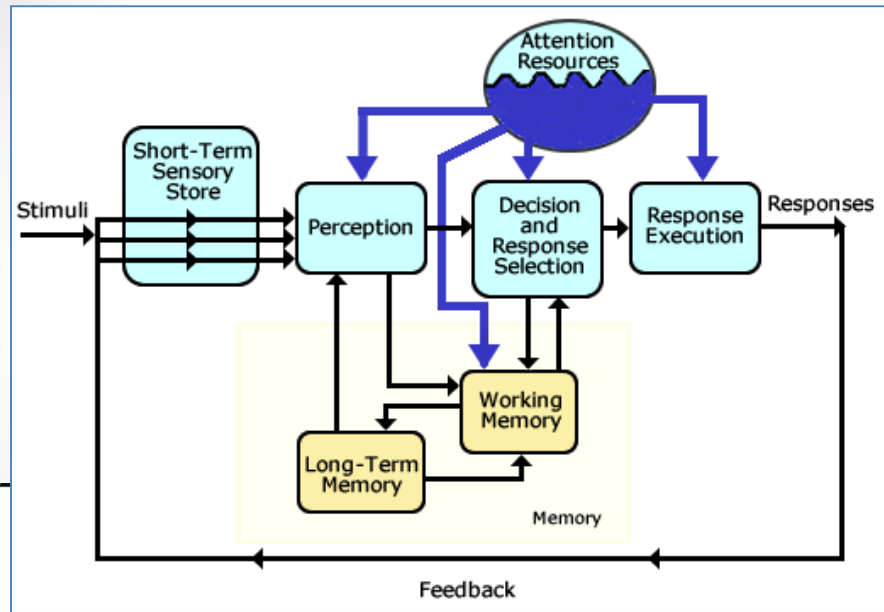 Attention
Resources
Short-Term
Sensory
Store
Stimuli
Perception
Decision
and
Response
Selection
Response
Execution
Responses
Working
Memory
Long-Term
Memory
Memory
Feedback